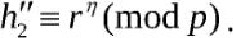 h₂″ ≡ r^η (mod p).